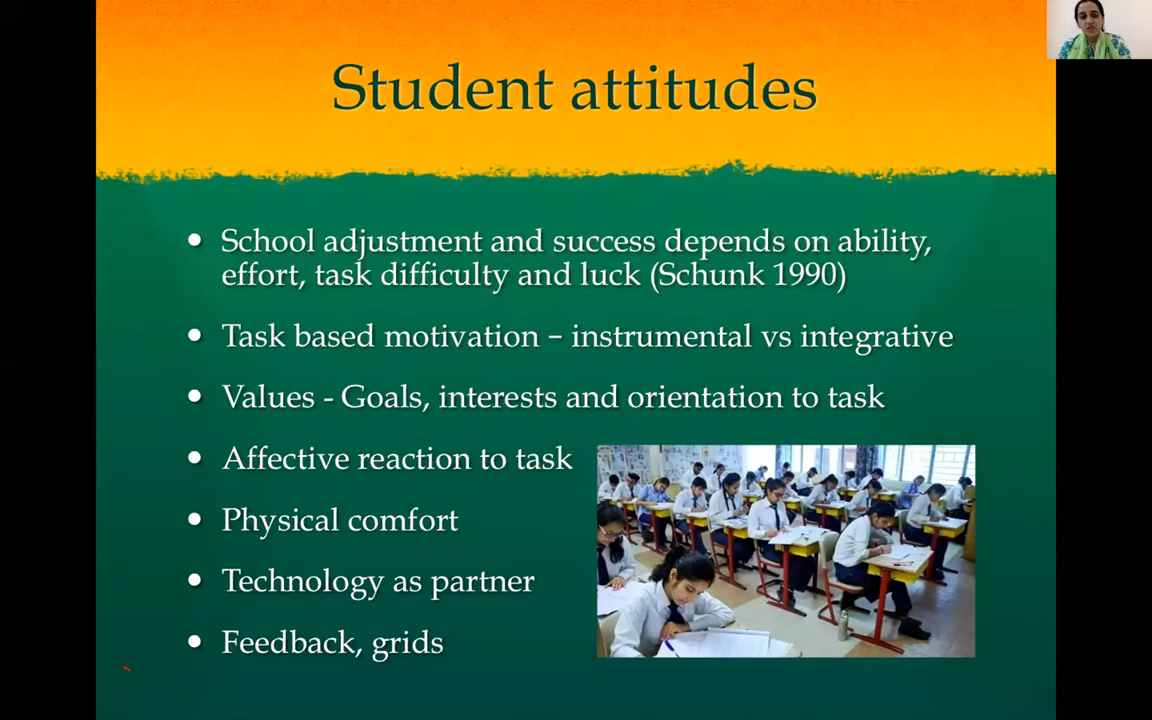 Student attitudes
• School adjustment and success depends on ability,
effort, task difficulty and luck (Schunk 1990)
• Task based motivation – instrumental vs integrative
• Values - Goals, interests and orientation to task
• Affective reaction to task
• Physical comfort
• Technology as partner
• Feedback, grids